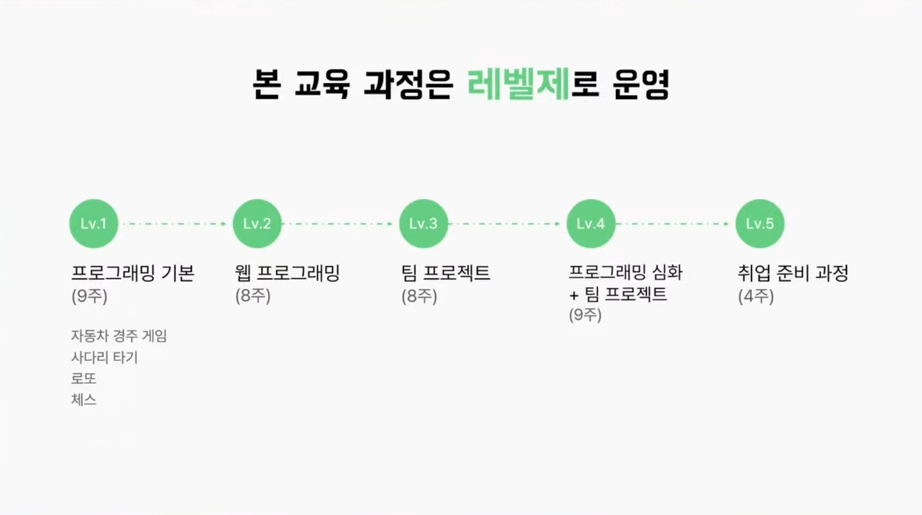 본 교육 과정은 레벨제로 운영
Lv.1
프로그래밍 기본
(9주)
자동차 경주 게임
사다리 타기
로또
체스
Lv.2
웹 프로그래밍
(8주)
Lv.3
팀 프로젝트
(8주)
Lv.4
프로그래밍 심화
+ 팀 프로젝트
(9주)
Lv.5
취업 준비 과정
(4주)